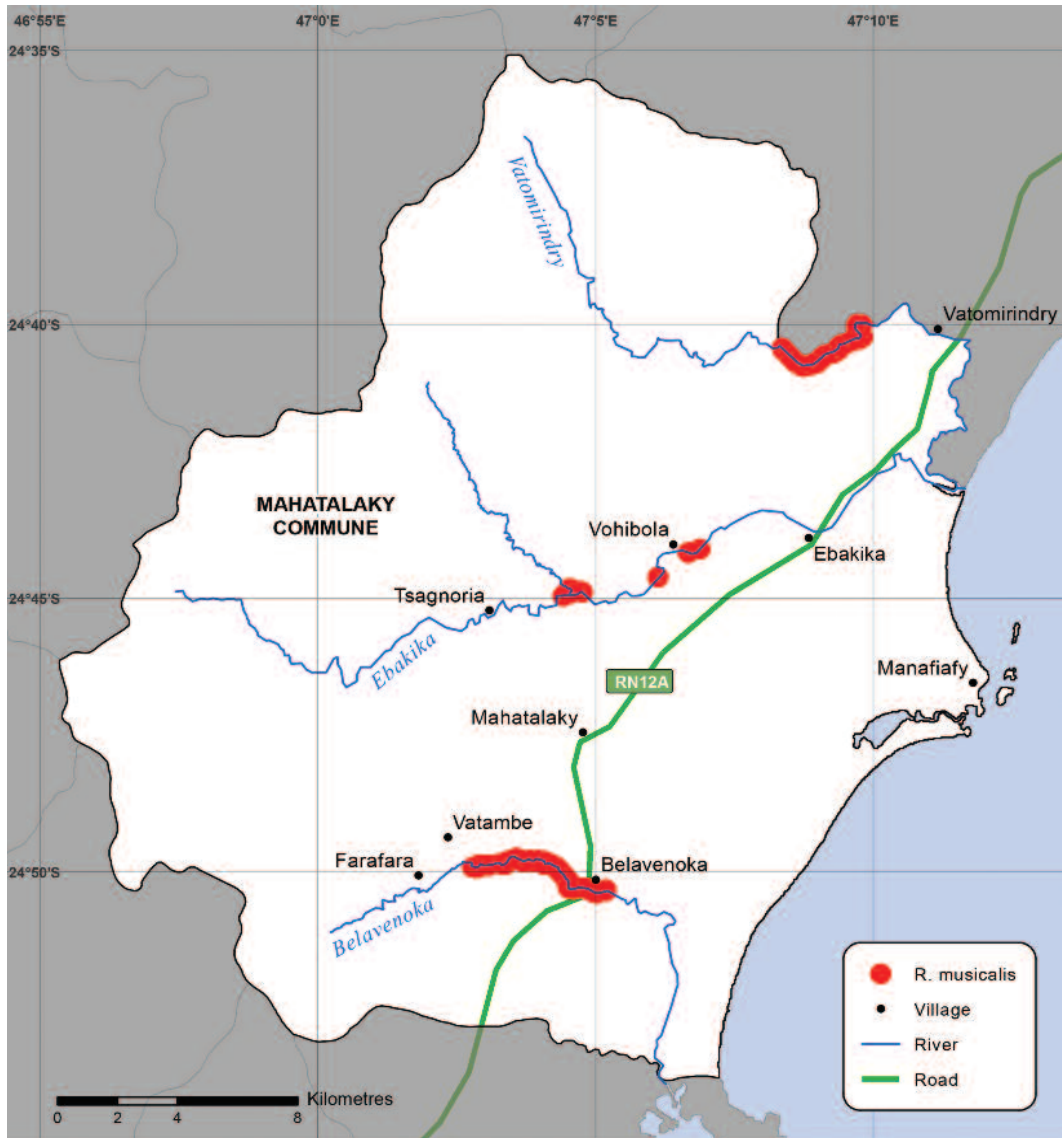 46°55'E
47°0'E
47°5'E
47°10'E
24°35'S
Vatomirindry
24°40'S
Vatomirindry
MAHATALAKY
COMMUNE
Vohibola
Ebakika
24°45'S
Tsagnoria
Ebakika
Manafiafy
RN12A
Mahatalaky
Vatambe
Farafara
Belavenoka
24°50'S
Belavenoka
R. musicalis
Village
River
Road
Kilometres
0 2 4 8